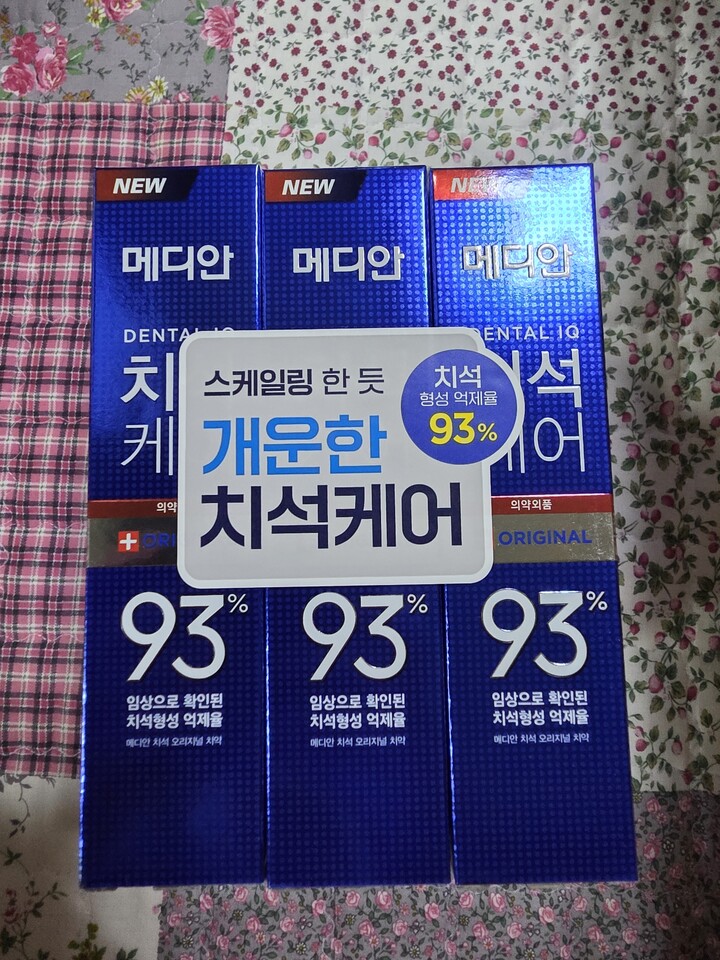 NEW
메디안
DENTAL IQ
치
케
의약
NEW
메디안
NEW
메디안
DENTAL IQ
치석
케어
의약외품
ORIGINAL
스케일링 한 듯
개운한
치석케어
치석
형성 억제율
93%
93%
임상으로 확인된
치석형성 억제율
메디안 치석 오리지널 치약
93%
임상으로 확인된
치석형성 억제율
메디안 치석 오리지널 치약
93%
임상으로 확인된
치석형성 억제율
메디안 치석 오리지널 치약